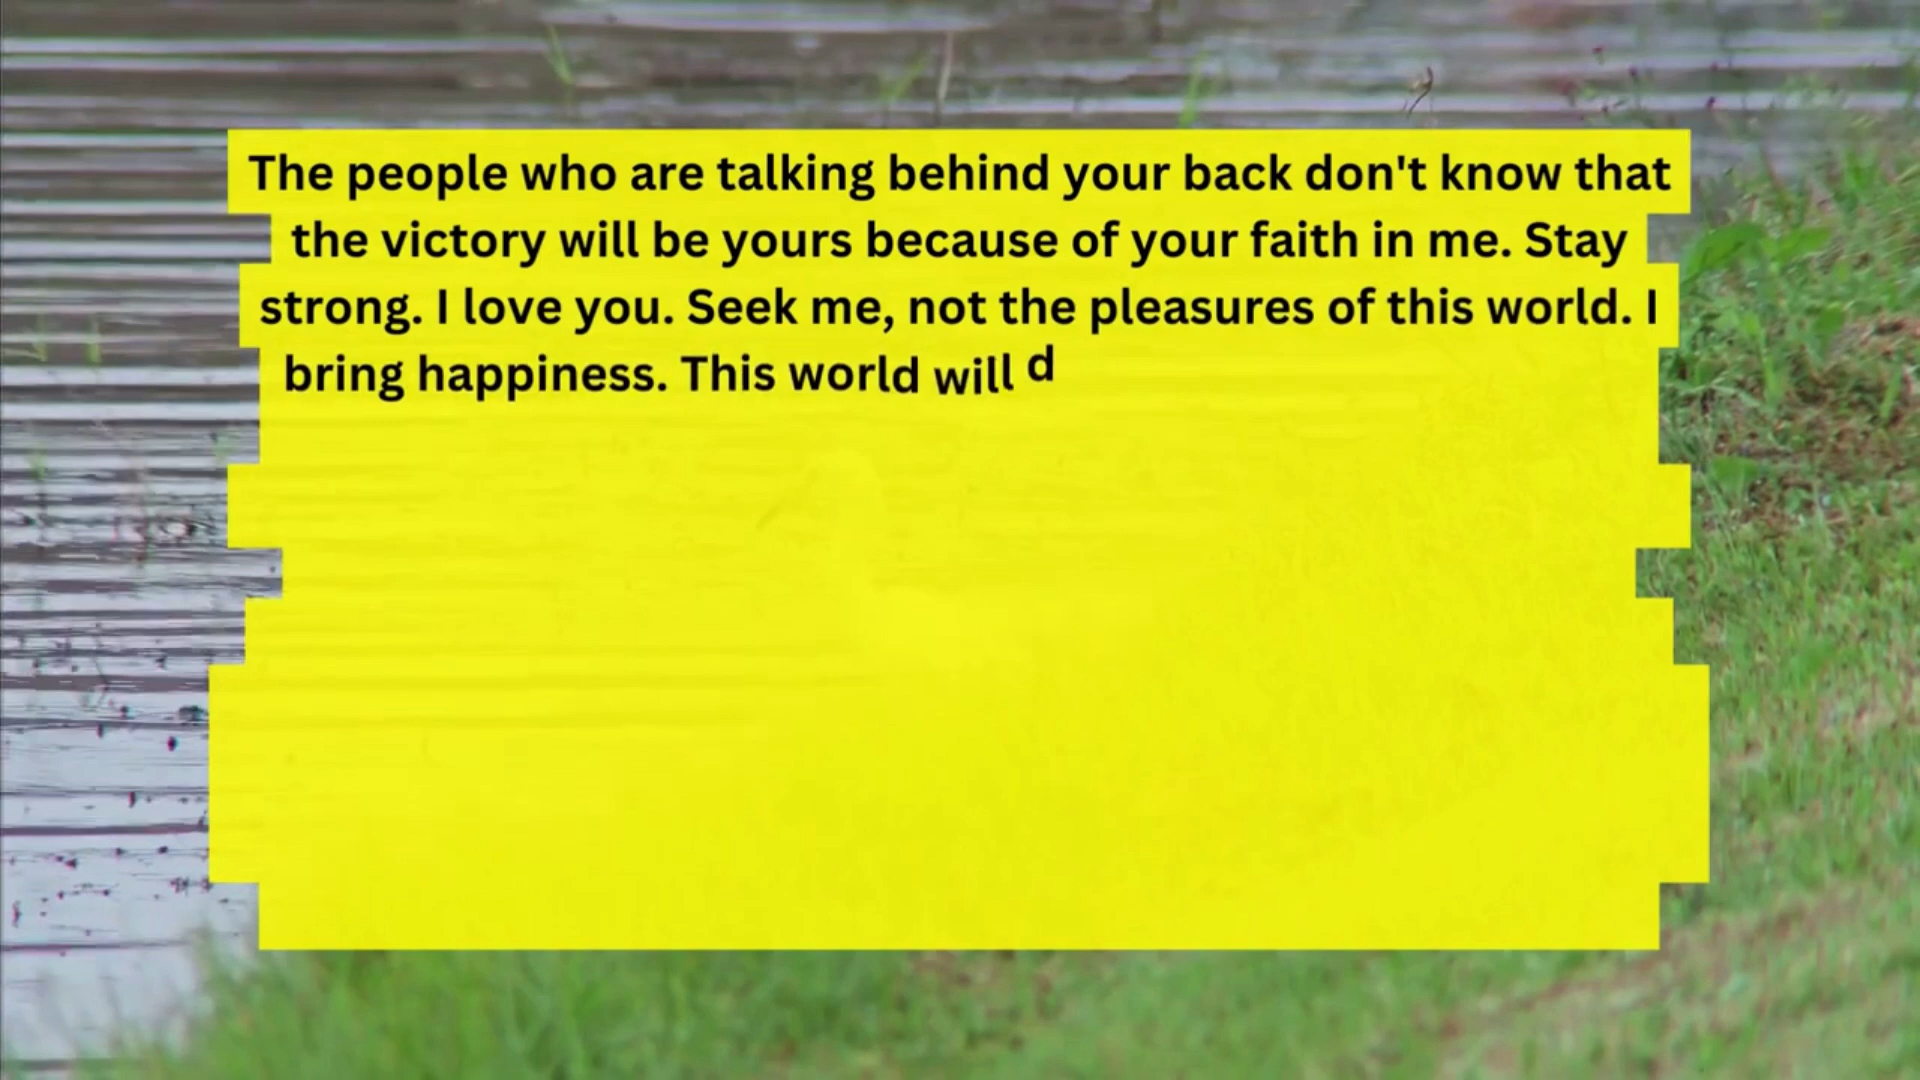 The people who are talking behind your back don't know that
the victory will be yours because of your faith in me. Stay
strong. I love you. Seek me, not the pleasures of this world. I
bring happiness. This world will d